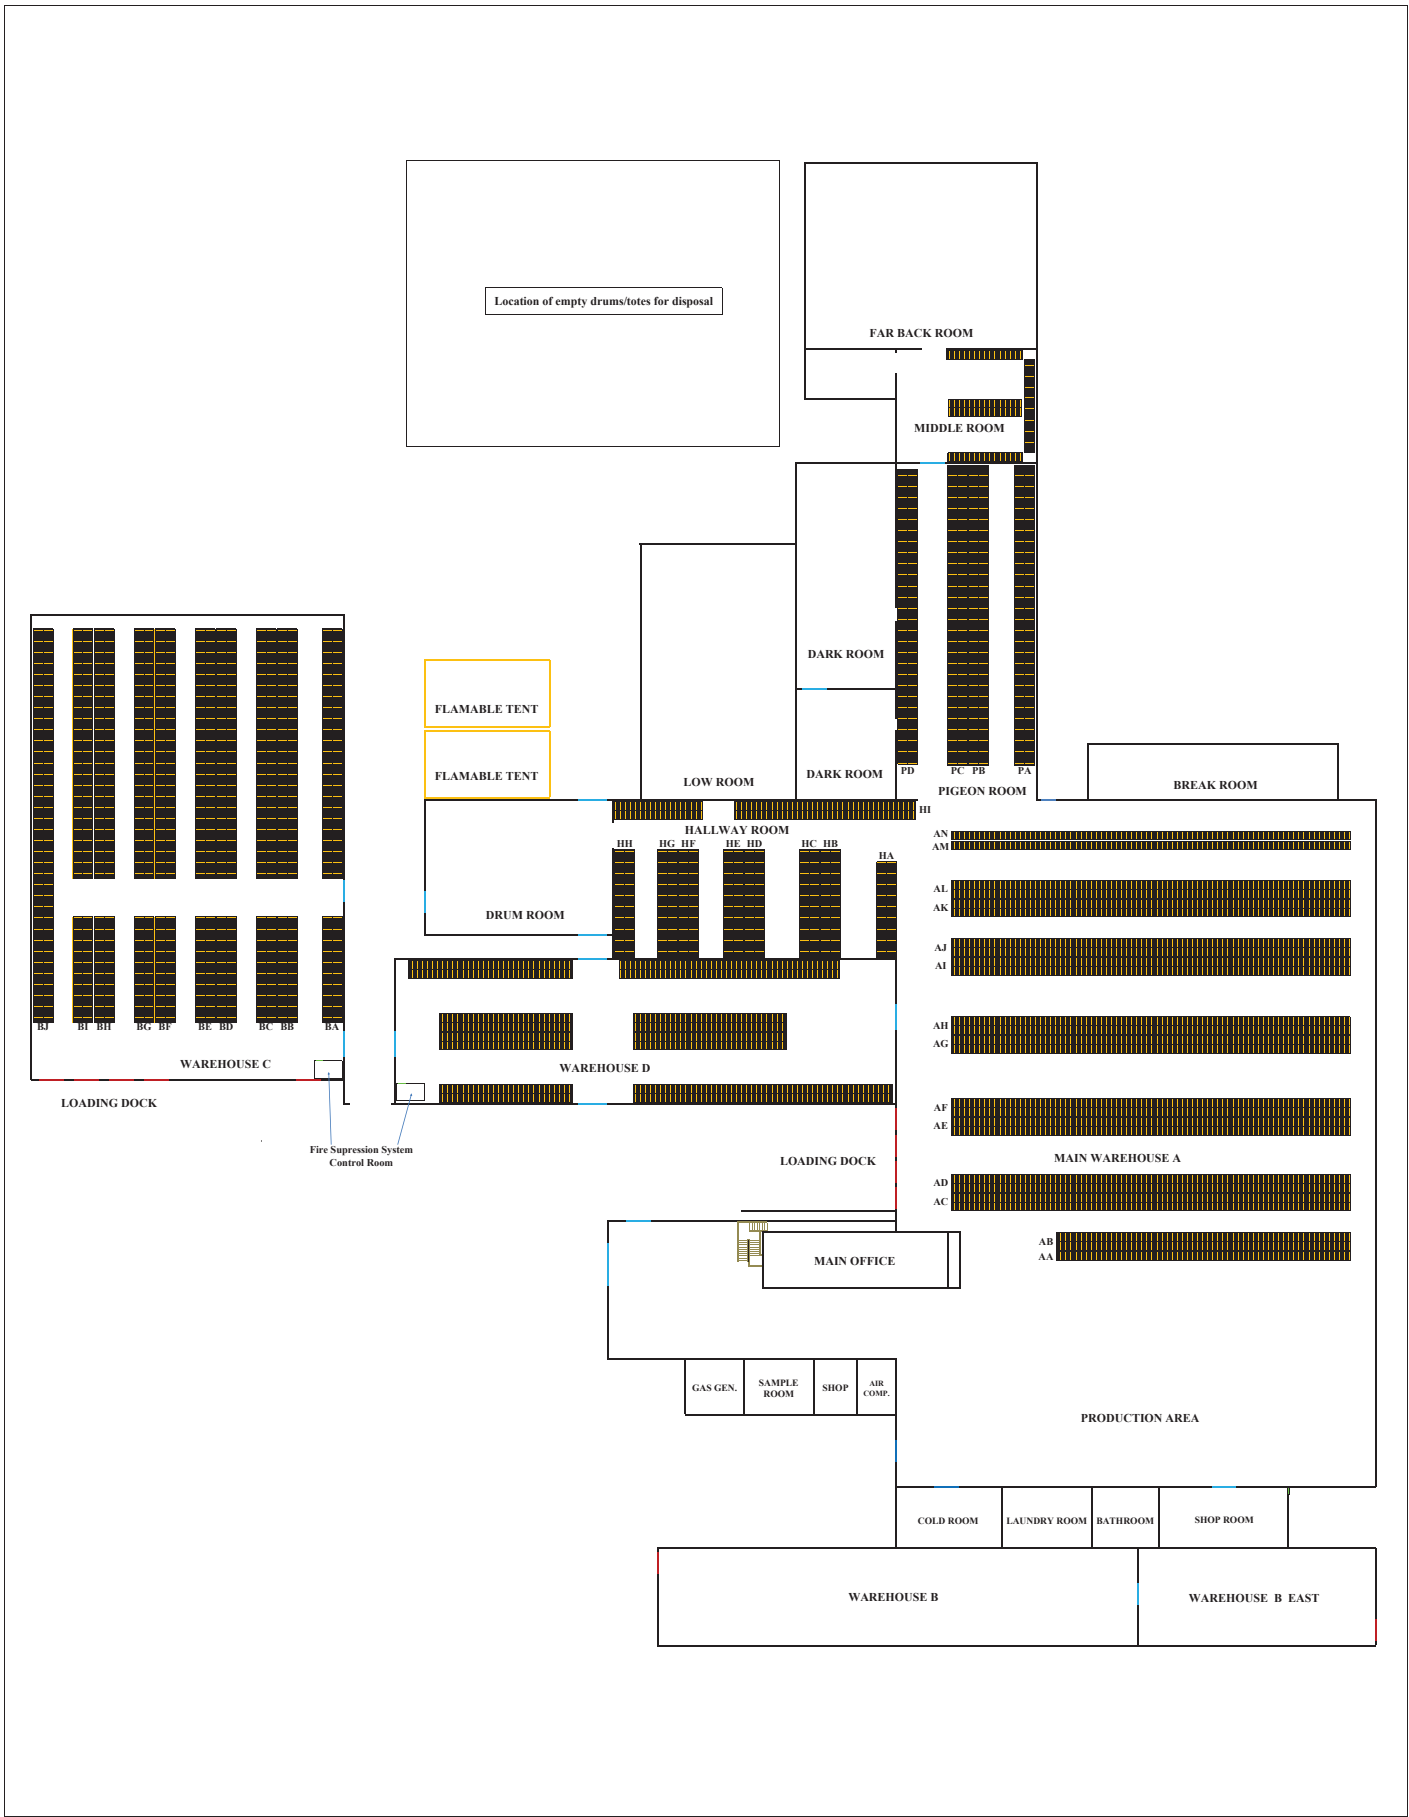 Location of empty drums/totes for disposal
FAR BACK ROOM
MIDDLE ROOM
DARK ROOM
FLAMABLE TENT
FLAMABLE TENT
LOW ROOM
DARK ROOM
PD PC PB PA
PIGEON ROOM
BREAK ROOM
HI
HALLWAY ROOM
HH HG HF HE HD HC HB HA
AN
AM
AL
AK
DRUM ROOM
AJ
AI
BJ BI BH BG BF BE BD BC BB BA
AH
AG
WAREHOUSE C
WAREHOUSE D
LOADING DOCK
AF
AE
Fire Supression System
Control Room
LOADING DOCK
MAIN WAREHOUSE A
AD
AC
AB
AA
MAIN OFFICE
GAS GEN.
SAMPLE
ROOM
SHOP
AIR
COMP.
PRODUCTION AREA
COLD ROOM
LAUNDRY ROOM
BATHROOM
SHOP ROOM
WAREHOUSE B
WAREHOUSE B EAST